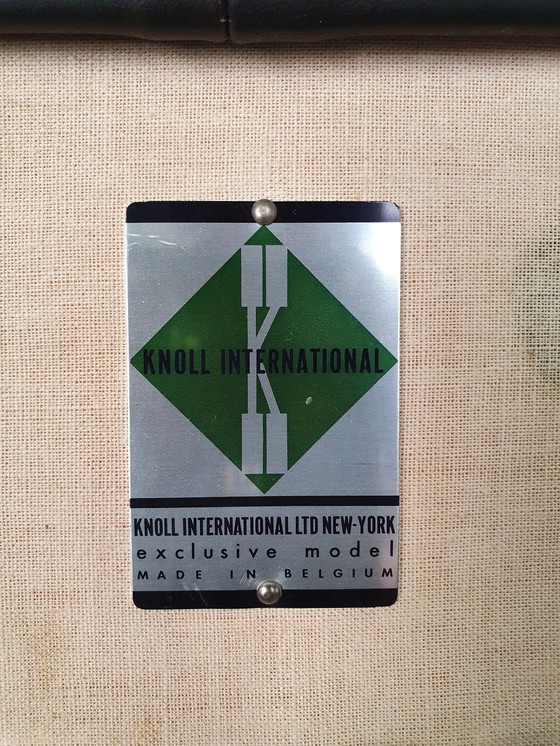 K
KNOLL INTERNATIONAL
KNOLL INTERNATIONAL LTD NEW-YORK
exclusive model
MADE IN BELGIUM